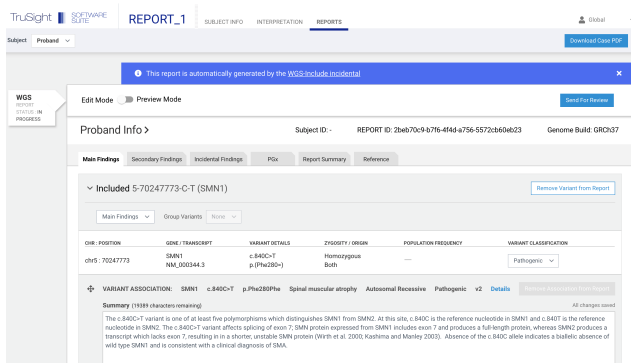 TruSight SOFTWARE SUITE REPORT_1 SUBJECT INFO INTERPRETATION REPORTS Global
Subject Proband Download Case PDF
This report is automatically generated by the WGS-Include incidental ×
WGS
REPORT
STATUS : IN
PROGRESS
Edit Mode Preview Mode Send For Review
Proband Info > Subject ID: - REPORT ID: 2beb70c9-b7f6-4f4d-a756-5572cb60eb23 Genome Build: GRCh37
Main Findings Secondary Findings Incidental Findings PGx Report Summary Reference
Included 5-70247773-C-T (SMN1) Remove Variant from Report
Main Findings Group Variants None
CHR : POSITION GENE / TRANSCRIPT VARIANT DETAILS ZYGOSITY / ORIGIN POPULATION FREQUENCY VARIANT CLASSIFICATION
chr5 : 70247773 SMN1 c.840C>T Homozygous — Pathogenic
NM_000344.3 p.(Phe280=) Both
VARIANT ASSOCIATION: SMN1 c.840C>T p.Phe280Phe Spinal muscular atrophy Autosomal Recessive Pathogenic v2 Details Remove Association from Report
Summary (19389 characters remaining) All changes saved
The c.840C>T variant is one of at least five polymorphisms which distinguishes SMN1 from SMN2. At this site, c.840C is the reference nucleotide in SMN1 and c.840T is the reference
nucleotide in SMN2. The c.840C>T variant affects splicing of exon 7; SMN protein expressed from SMN1 includes exon 7 and produces a full-length protein, whereas SMN2 produces a
transcript which lacks exon 7, resulting in in a shorter, unstable SMN protein (Wirth et al. 2000; Kashima and Manley 2003). Absence of the c.840C allele indicates a biallelic absence of
wild type SMN1 and is consistent with a clinical diagnosis of SMA.